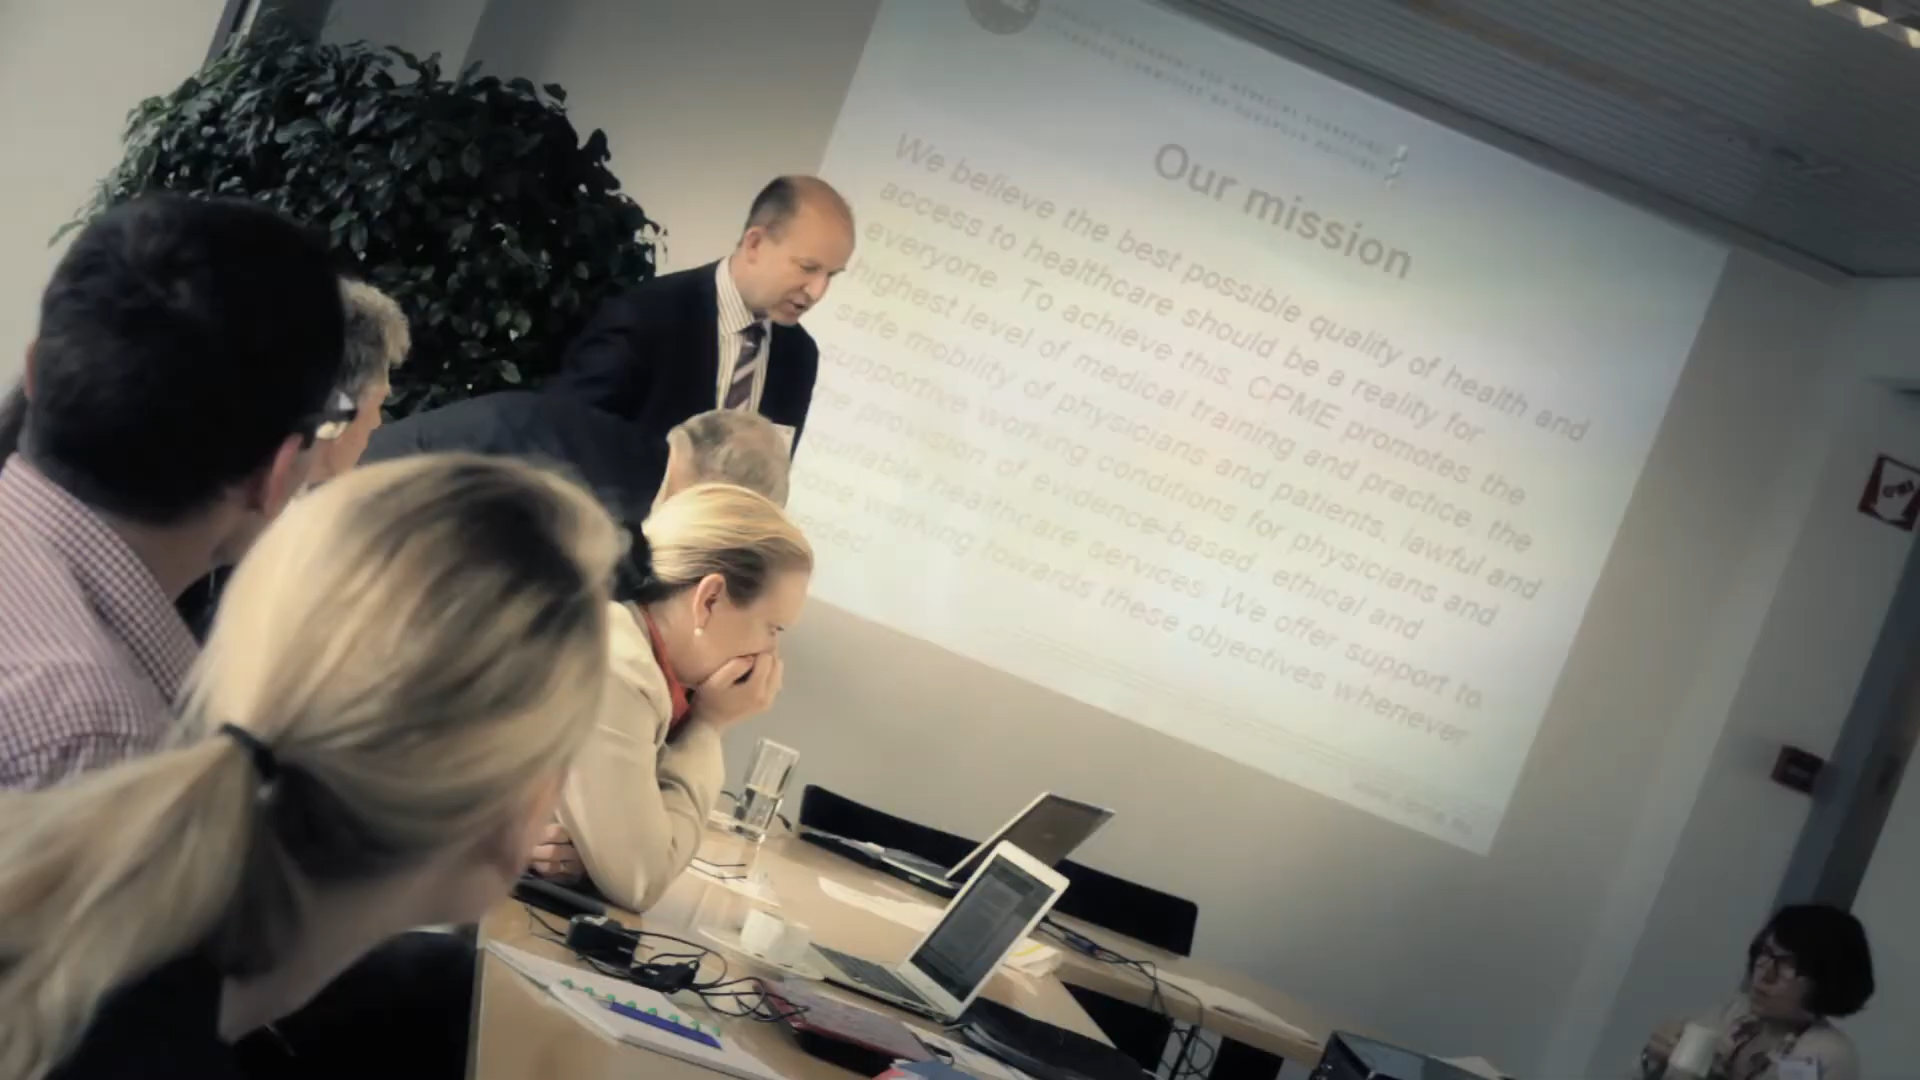 Our mission
We believe the best possible quality of health and
access to healthcare should be a reality for
everyone. To achieve this, CPME promotes the
highest level of medical training and practice, the
safe mobility of physicians and patients, lawful and
supportive working conditions for physicians and
the provision of evidence-based, ethical and
equitable healthcare services. We offer support to
those working towards these objectives whenever
needed.